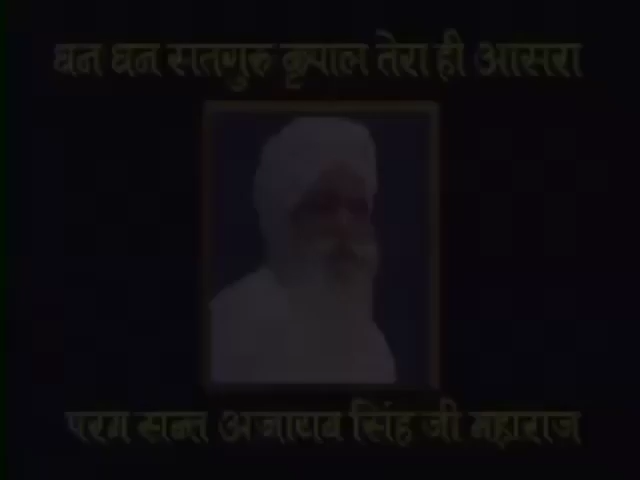 धन धन सतगुरु कृपाल तेरा ही आसरा
परम सन्त अजायब सिंह जी महाराज